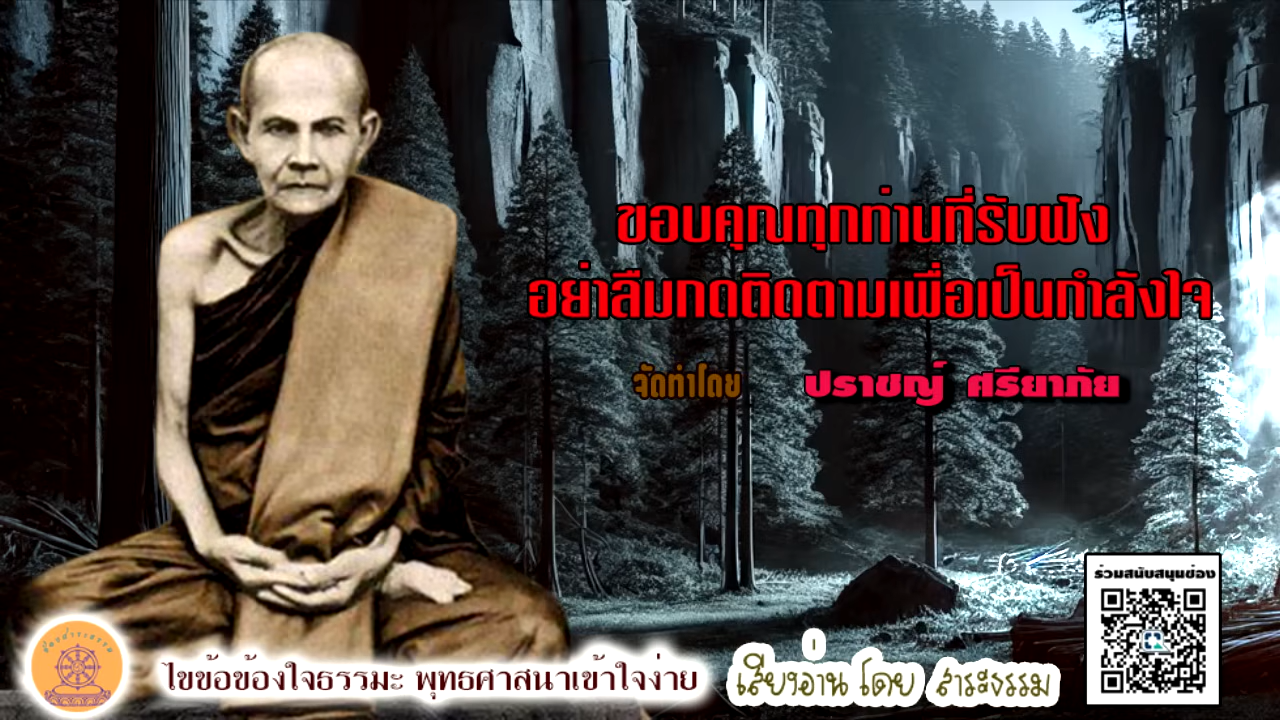 ขอบคุณทุกท่านที่รับฟัง
อย่าลืมกดติดตามเพื่อเป็นกำลังใจ
จัดทำโดย ปราชญ์ ศรียาภัย
ร่วมสนับสนุนช่อง
ไขข้อข้องใจธรรมะ พุทธศาสนาเข้าใจง่าย
เสียงอ่าน โดย สาระธรรม